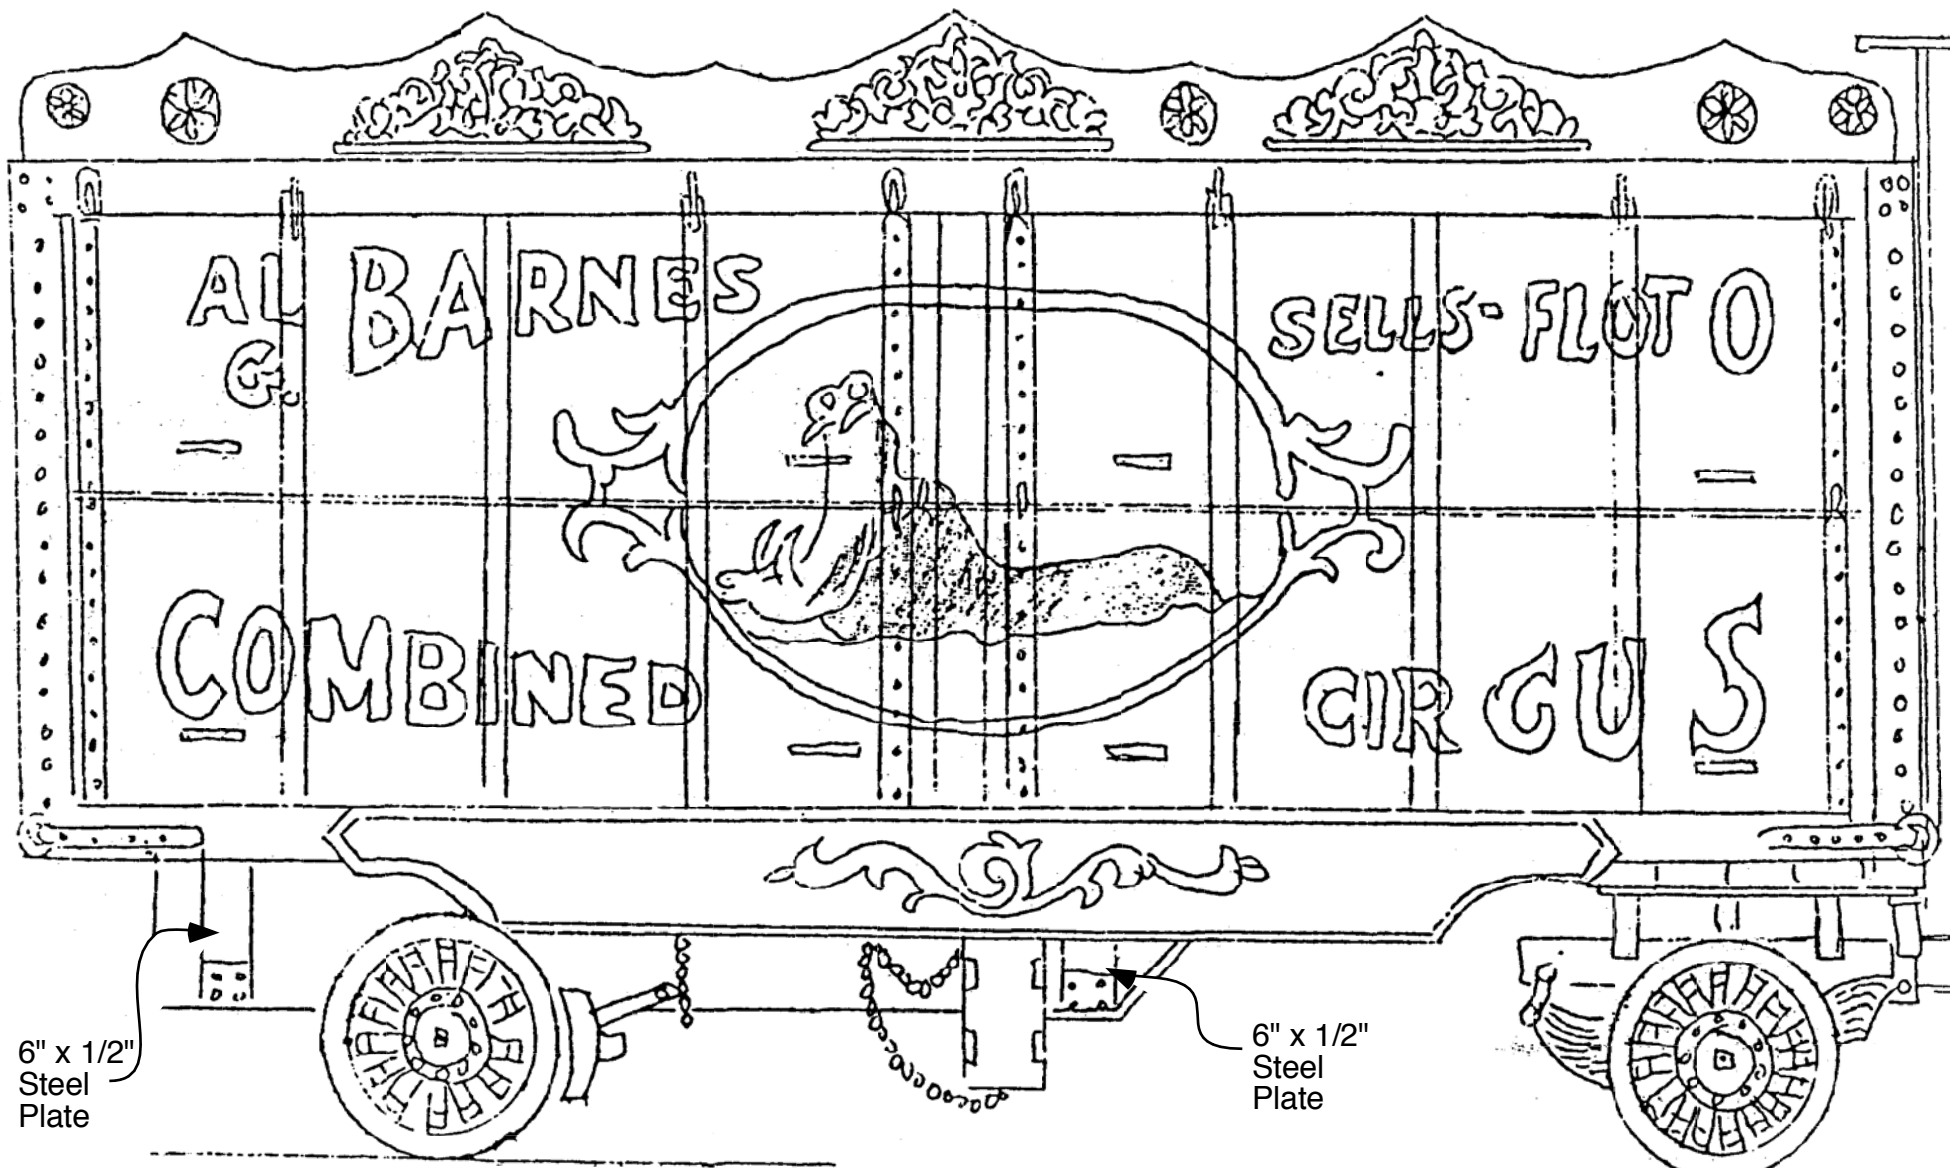 AL BARNES
G.
SELLS-FLOTO
COMBINED
CIRCUS
6" x 1/2"
Steel
Plate
6" x 1/2"
Steel
Plate